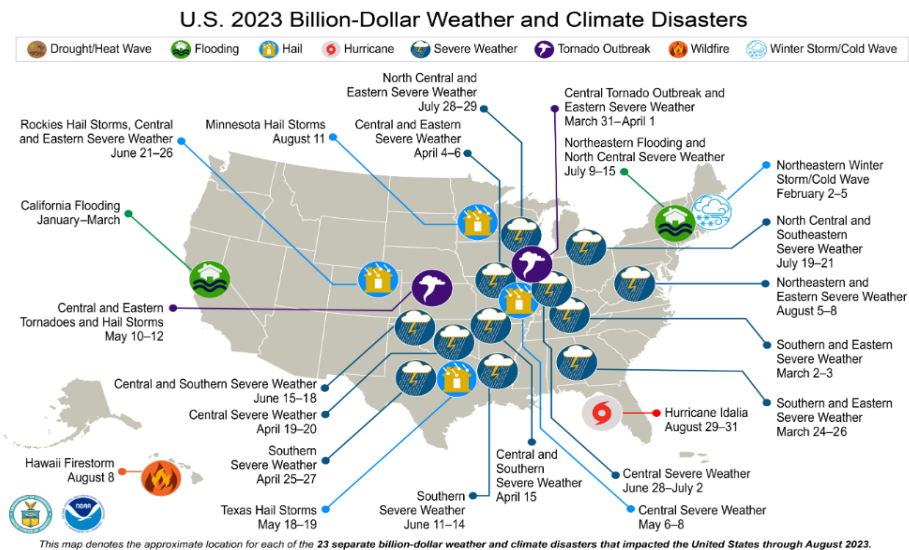 U.S. 2023 Billion-Dollar Weather and Climate Disasters
Drought/Heat Wave
Flooding
Hail
Hurricane
Severe Weather
Tornado Outbreak
Wildfire
Winter Storm/Cold Wave
North Central and
Eastern Severe Weather
July 28–29
Central Tornado Outbreak and
Eastern Severe Weather
March 31–April 1
Rockies Hail Storms, Central
and Eastern Severe Weather
June 21–26
Minnesota Hail Storms
August 11
Central and Eastern
Severe Weather
April 4–6
Northeastern Flooding and
North Central Severe Weather
July 9–15
Northeastern Winter
Storm/Cold Wave
February 2–5
California Flooding
January–March
North Central and
Southeastern
Severe Weather
July 19–21
Northeastern and
Eastern Severe Weather
August 5–8
Central and Eastern
Tornadoes and Hail Storms
May 10–12
Southern and Eastern
Severe Weather
March 2–3
Central and Southern Severe Weather
June 15–18
Southern and Eastern
Severe Weather
March 24–26
Central Severe Weather
April 19–20
Hurricane Idalia
August 29–31
Southern
Severe Weather
April 25–27
Hawaii Firestorm
August 8
Central and
Southern
Severe Weather
April 15
Central Severe Weather
June 28–July 2
Texas Hail Storms
May 18–19
Southern
Severe Weather
June 11–14
Central Severe Weather
May 6–8
NOAA
This map denotes the approximate location for each of the 23 separate billion-dollar weather and climate disasters that impacted the United States through August 2023.